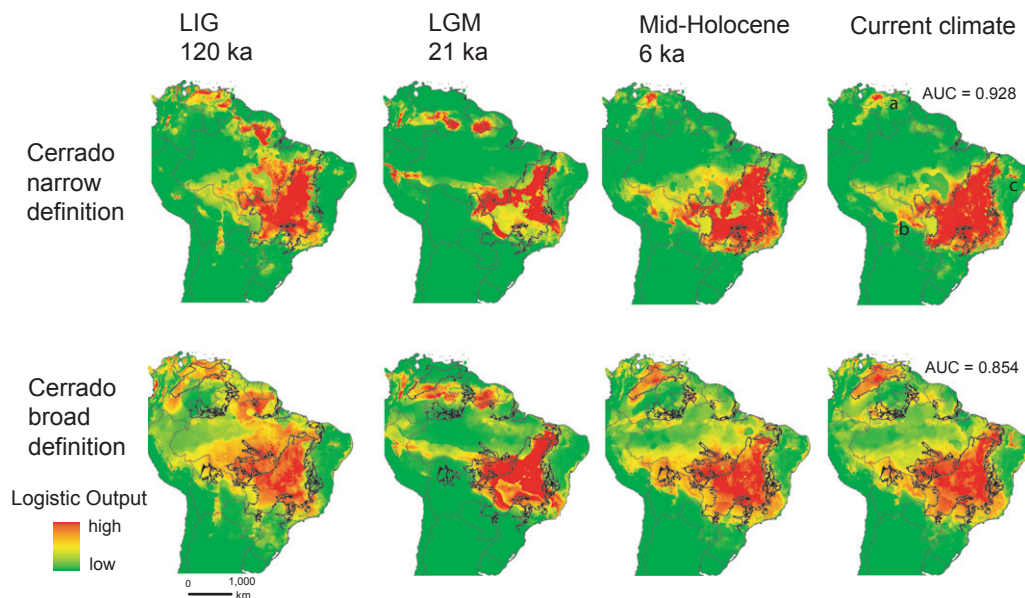 LIG
120 ka
LGM
21 ka
Mid-Holocene
6 ka
Current climate
Cerrado
narrow
definition
AUC = 0.928
a
b
c
Cerrado
broad
definition
AUC = 0.854
Logistic Output
high
low
0 1,000
km